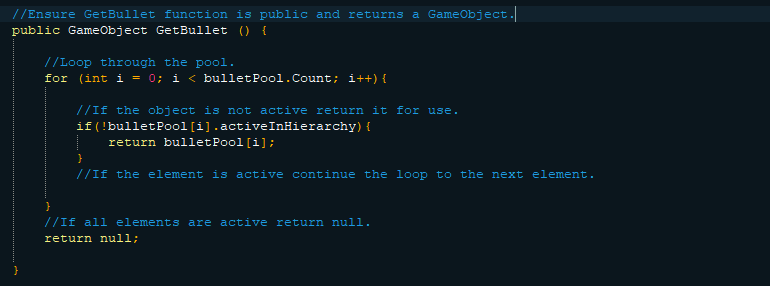 //Ensure GetBullet function is public and returns a GameObject.
public GameObject GetBullet () {
//Loop through the pool.
for (int i = 0; i < bulletPool.Count; i++){
//If the object is not active return it for use.
if(!bulletPool[i].activeInHierarchy){
return bulletPool[i];
}
//If the element is active continue the loop to the next element.
}
//If all elements are active return null.
return null;
}